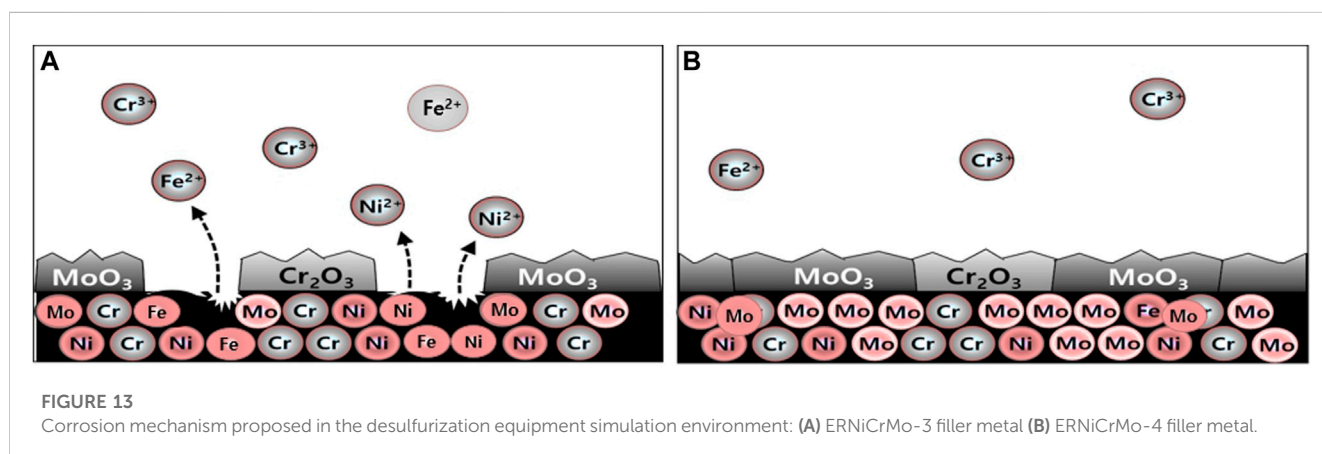 A
B
Cr³⁺
Fe²⁺
Cr³⁺
Cr³⁺
Cr³⁺
Fe²⁺
Fe²⁺
Ni²⁺
Ni²⁺
MoO₃ Cr₂O₃ MoO₃
MoO₃ Cr₂O₃ MoO₃
Mo Cr Fe Mo Cr Ni Ni Mo Cr Mo
Ni Cr Ni Fe Cr Cr Ni Fe Ni Ni Cr
Ni Mo Mo Mo Mo Cr Mo Mo Mo Fe Mo r Mo
Ni Cr Ni Mo Cr Cr Ni Mo Mo Ni Cr Mo
FIGURE 13
Corrosion mechanism proposed in the desulfurization equipment simulation environment: (A) ERNiCrMo-3 filler metal (B) ERNiCrMo-4 filler metal.